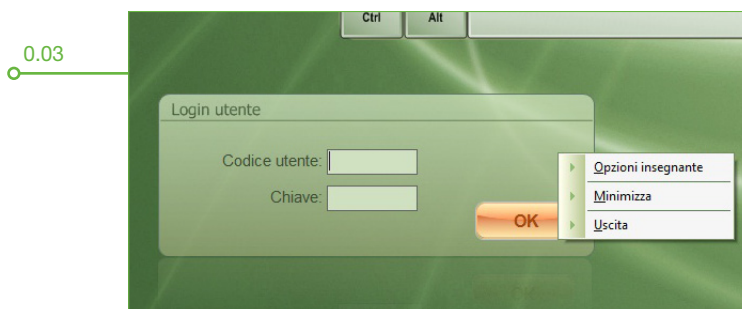 Ctrl Alt
0.03
Login utente
Codice utente:
Opzioni insegnante
Chiave:
Minimizza
OK
Uscita